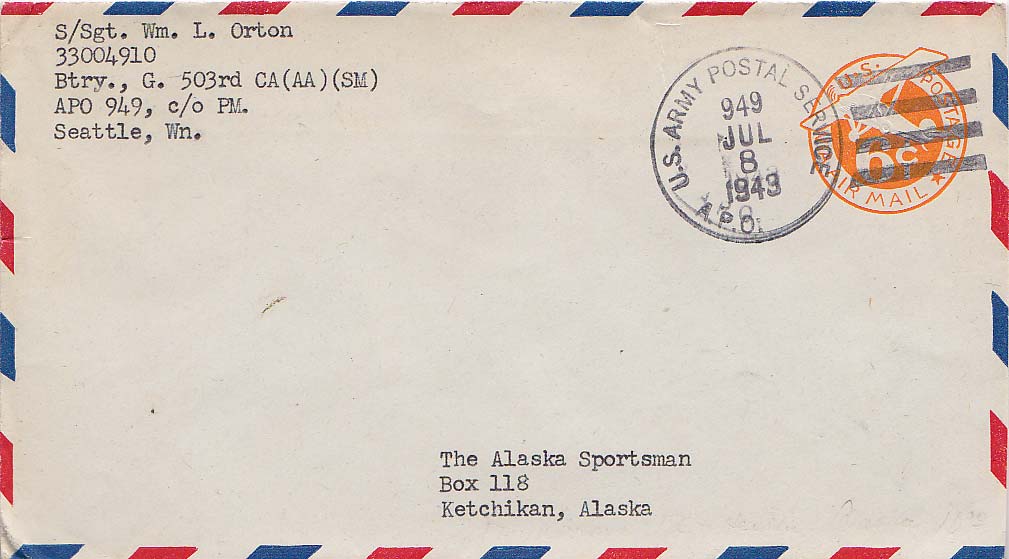 S/Sgt. Wm. L. Orton
33004910
Btry., G. 503rd CA(AA)(SM)
APO 949, c/o PM.
Seattle, Wn.
U.S. ARMY POSTAL SERVICE
949
JUL
8
1943
A.P.O.
U.S. POSTAGE
6c
AIR MAIL
The Alaska Sportsman
Box 118
Ketchikan, Alaska